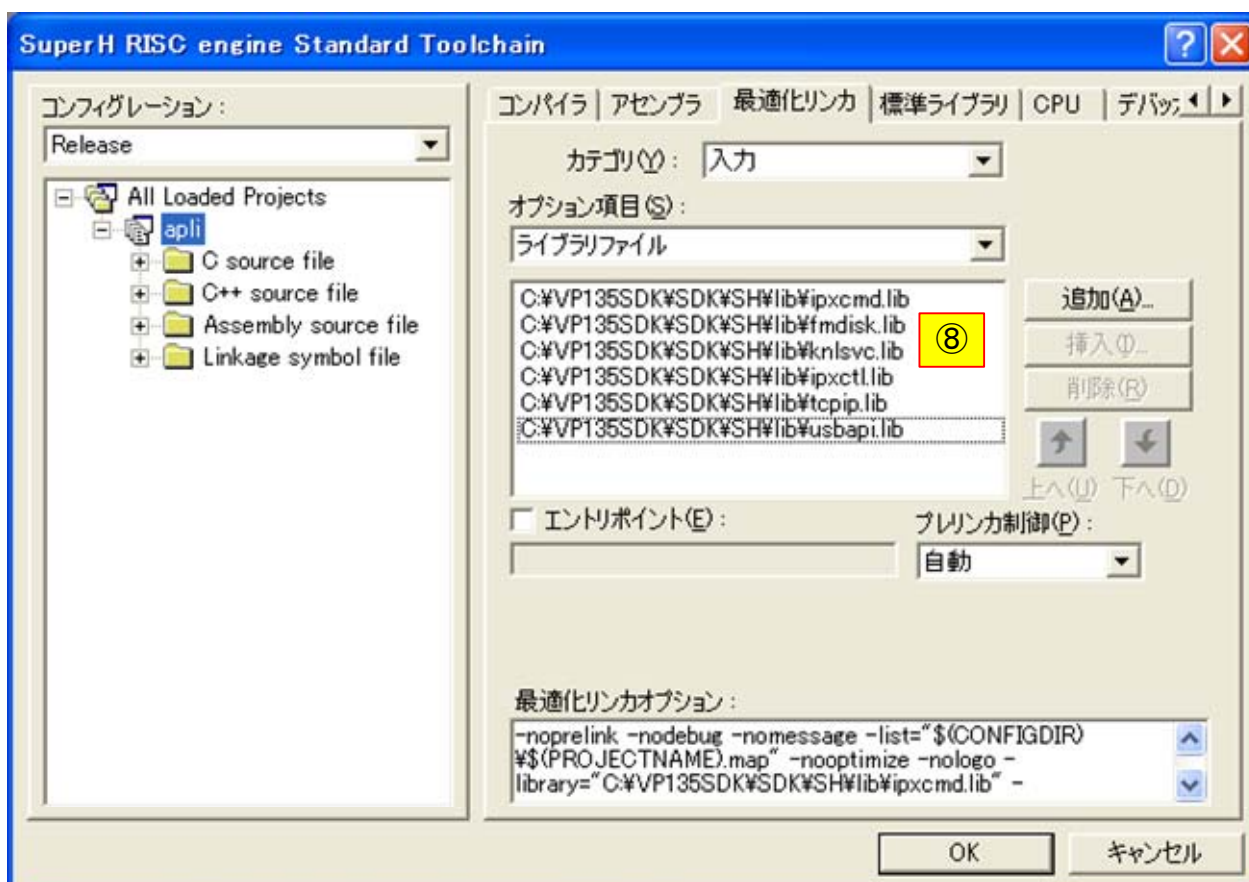 SuperH RISC engine Standard Toolchain
コンフィグレーション :
Release
All Loaded Projects
apli
C source file
C++ source file
Assembly source file
Linkage symbol file
コンパイラ | アセンブラ 最適化リンカ 標準ライブラリ | CPU | デバッ
カテゴリ(Y) : 入力
オプション項目(S) :
ライブラリファイル
C:¥VP135SDK¥SDK¥SH¥lib¥ipxcmd.lib
C:¥VP135SDK¥SDK¥SH¥lib¥fmdisk.lib
C:¥VP135SDK¥SDK¥SH¥lib¥knlsvc.lib
C:¥VP135SDK¥SDK¥SH¥lib¥ipxctl.lib
C:¥VP135SDK¥SDK¥SH¥lib¥tcpip.lib
C:¥VP135SDK¥SDK¥SH¥lib¥usbapi.lib
⑧
追加(A)...
挿入(I)...
削除(R)
上へ(U) 下へ(D)
エントリポイント(E) :
プレリンカ制御(P) :
自動
最適化リンカオプション :
-noprelink -nodebug -nomessage -list="$(CONFIGDIR)
¥$(PROJECTNAME).map" -nooptimize -nologo -
library="C:¥VP135SDK¥SDK¥SH¥lib¥ipxcmd.lib" -
OK
キャンセル